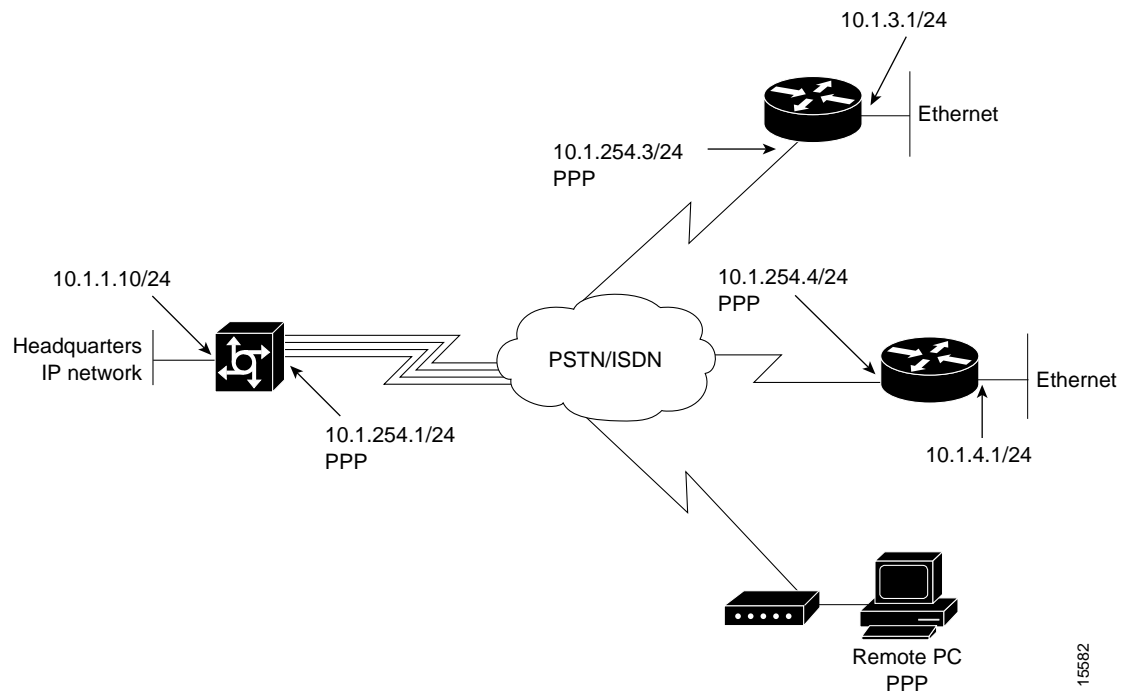 10.1.3.1/24
Ethernet
10.1.254.3/24
PPP
10.1.1.10/24
10.1.254.4/24
PPP
Headquarters
IP network
PSTN/ISDN
Ethernet
10.1.254.1/24
PPP
10.1.4.1/24
Remote PC
PPP
15582